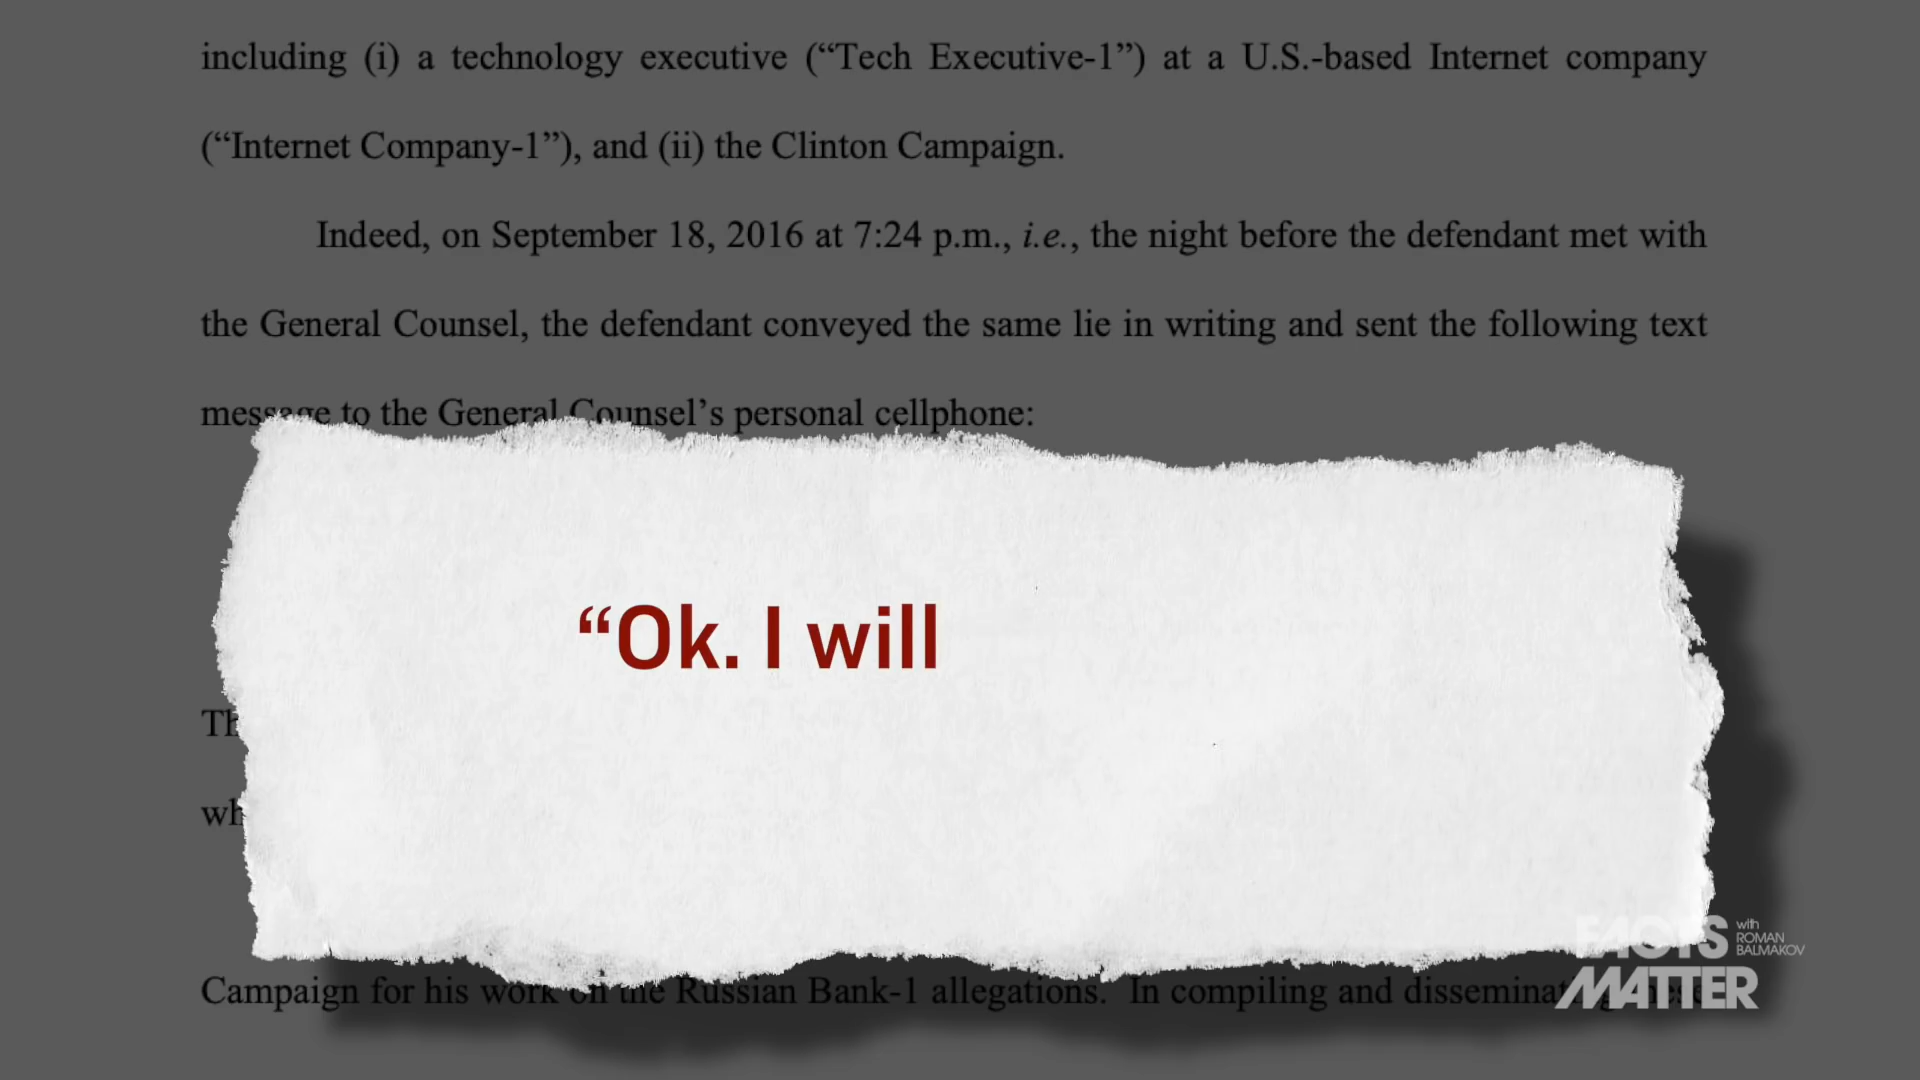 including (i) a technology executive (“Tech Executive-1”) at a U.S.-based Internet company
(“Internet Company-1”), and (ii) the Clinton Campaign.
Indeed, on September 18, 2016 at 7:24 p.m., i.e., the night before the defendant met with
the General Counsel, the defendant conveyed the same lie in writing and sent the following text
message to the General Counsel’s personal cellphone:
“Ok. I will
Campaign for his work on the Russian Bank-1 allegations. In compiling and
FACTS
with
ROMAN
BALMAKOV
MATTER